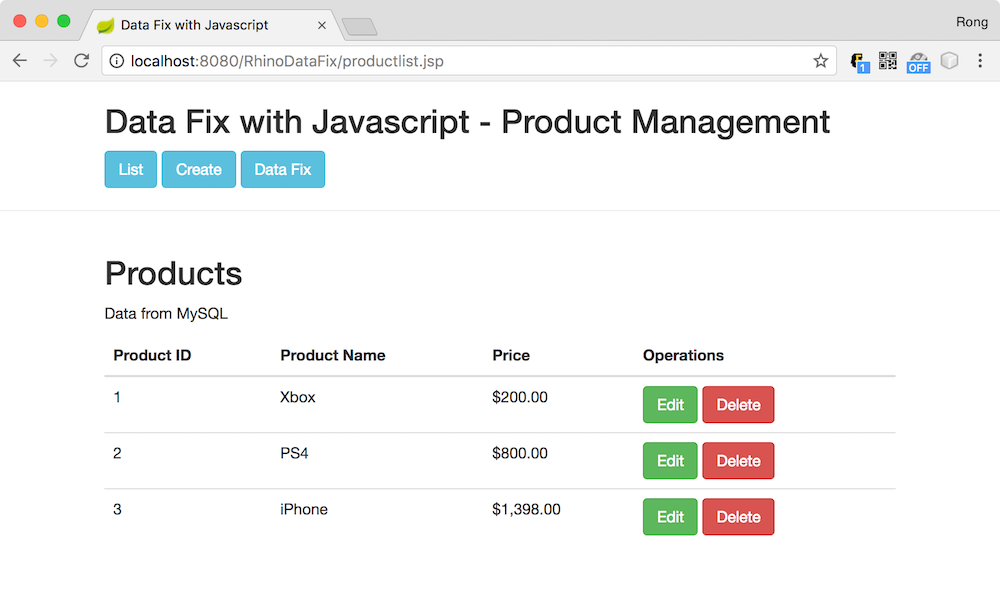 Data Fix with Javascript
Rong
localhost:8080/RhinoDataFix/productlist.jsp
1
OFF
Data Fix with Javascript - Product Management
List Create Data Fix
Products
Data from MySQL
Product ID Product Name Price Operations
1 Xbox $200.00 Edit Delete
2 PS4 $800.00 Edit Delete
3 iPhone $1,398.00 Edit Delete